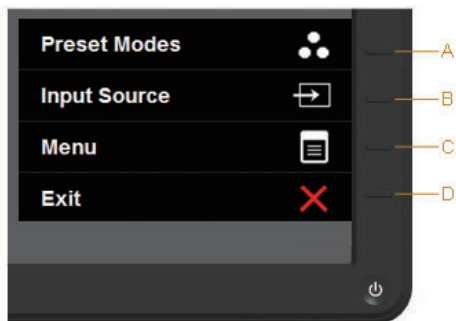 Preset Modes
A
Input Source
B
Menu
C
Exit
D